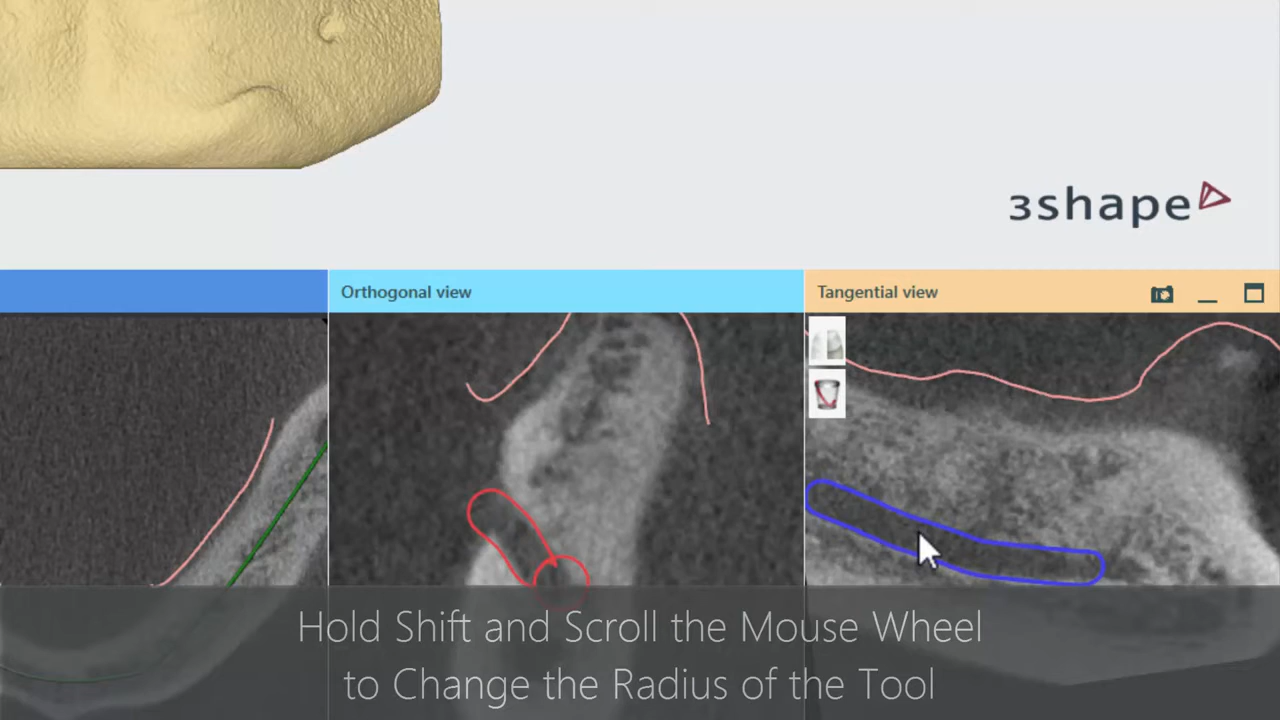 3shape
Orthogonal view
Tangential view
Hold Shift and Scroll the Mouse Wheel
to Change the Radius of the Tool